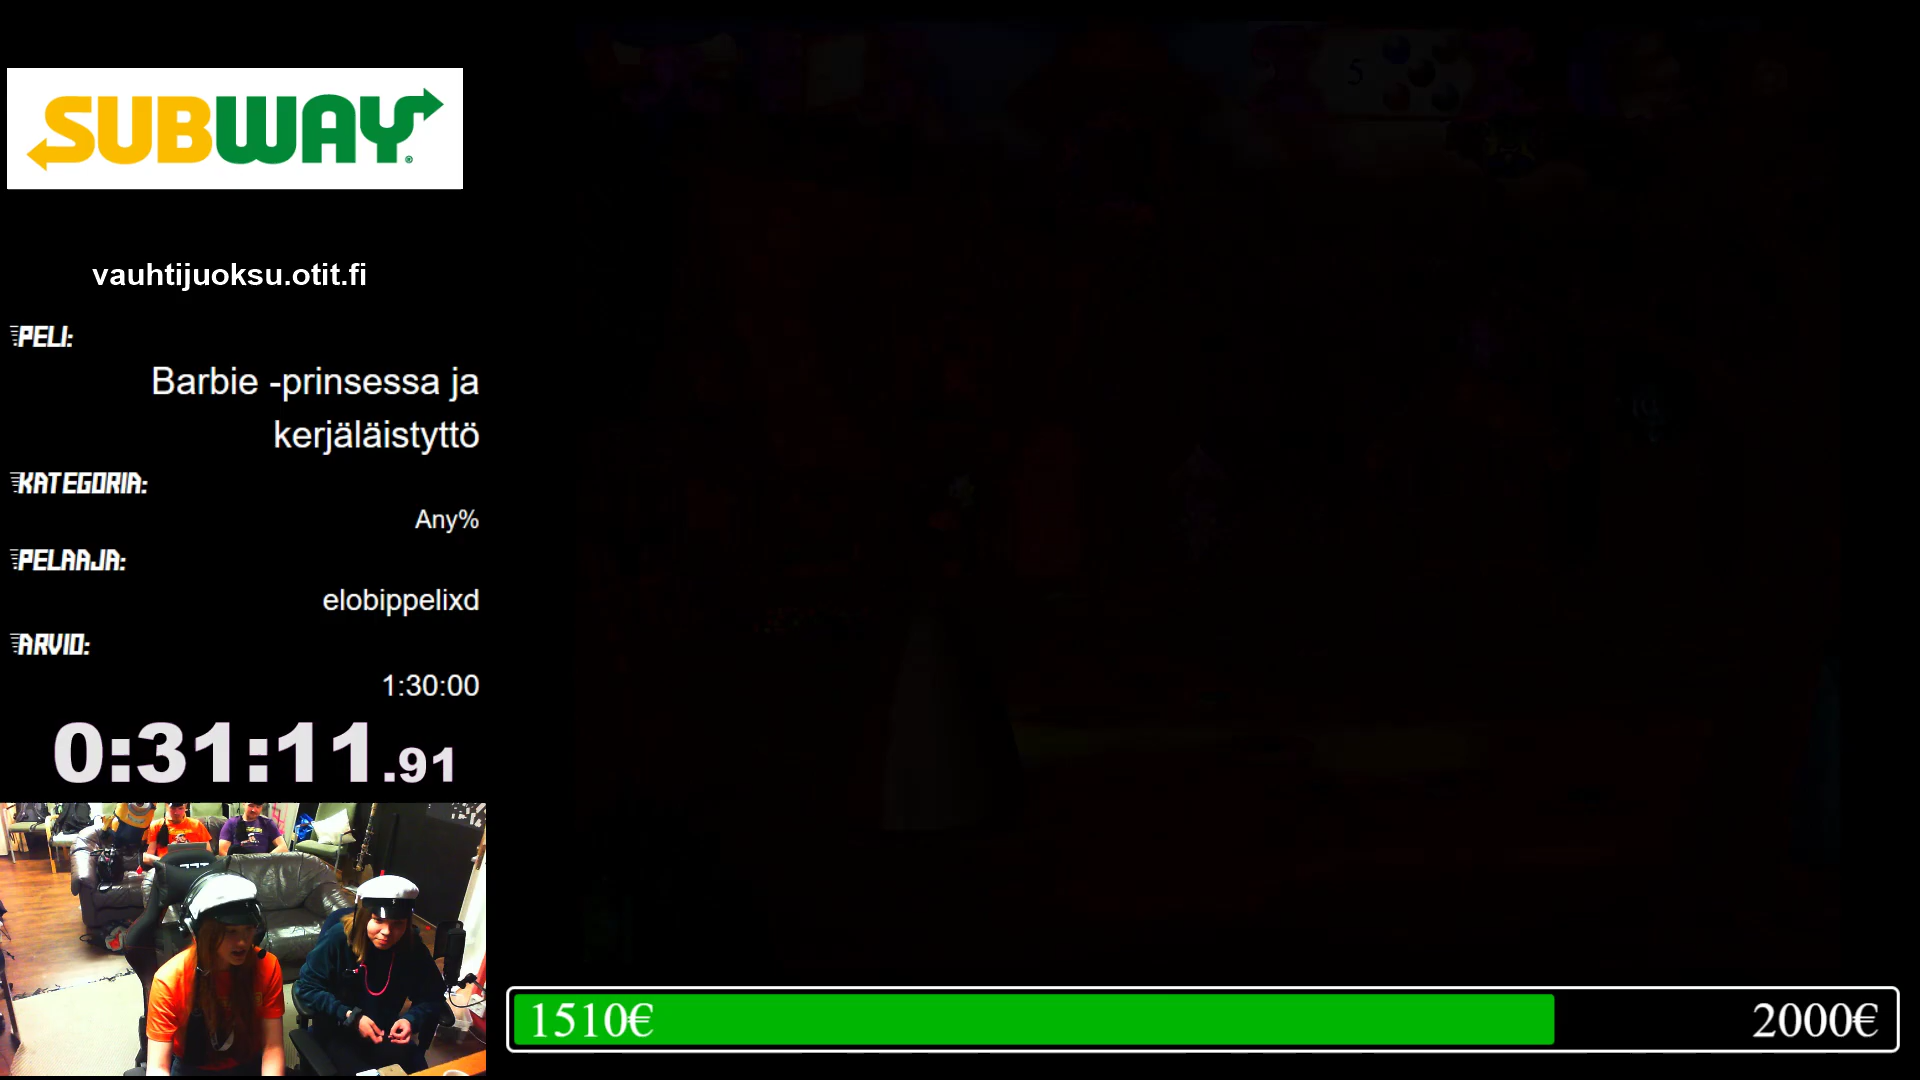 SUBWAY
vauhtijuoksu.otit.fi
PELI:
Barbie -prinsessa ja
kerjäläistyttö
KATEGORIA:
Any%
PELAAJA:
elobippelixd
ARVIO:
1:30:00
0:31:11.91
5
1510€
2000€